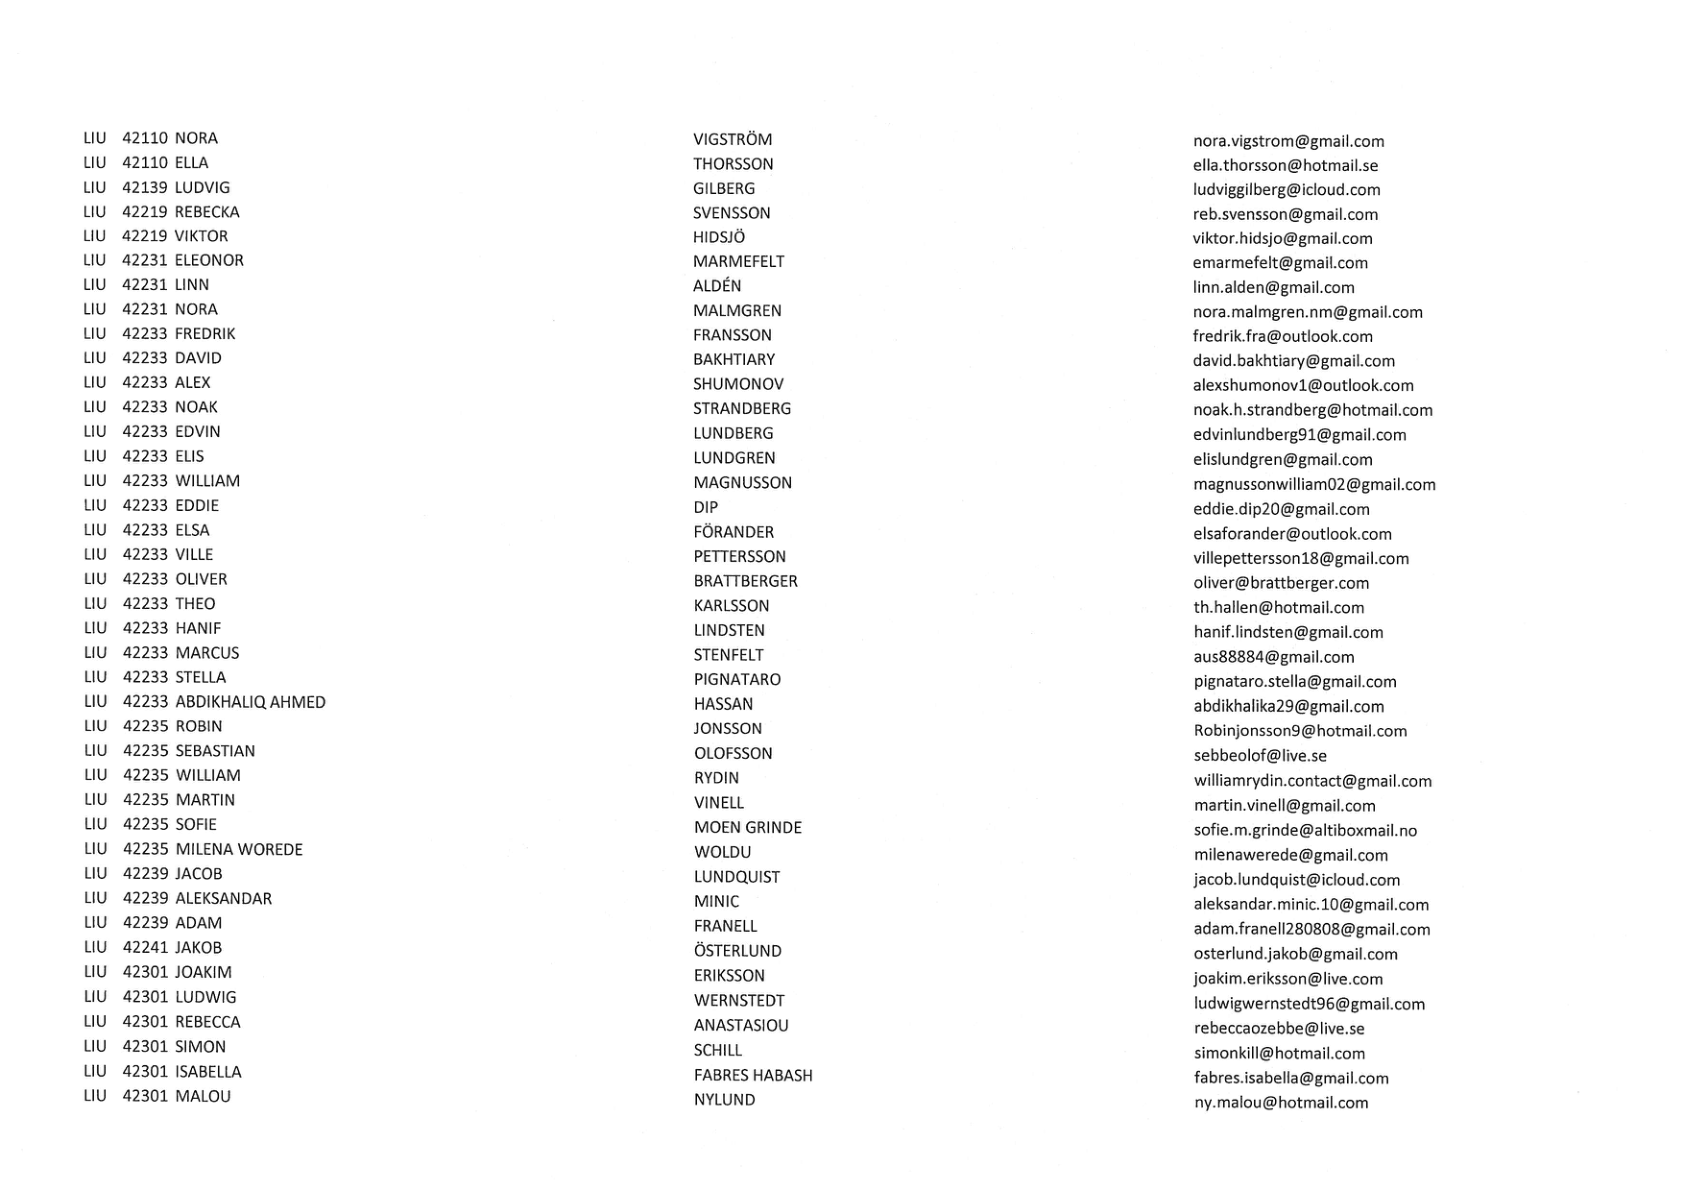 LIU 42110 NORA VIGSTRÖM nora.vigstrom@gmail.com
LIU 42110 ELLA THORSSON ella.thorsson@hotmail.se
LIU 42139 LUDVIG GILBERG ludviggilberg@icloud.com
LIU 42219 REBECKA SVENSSON reb.svensson@gmail.com
LIU 42219 VIKTOR HIDSJÖ viktor.hidsjo@gmail.com
LIU 42231 ELEONOR MARMEFELT emarmefelt@gmail.com
LIU 42231 LINN ALDÉN linn.alden@gmail.com
LIU 42231 NORA MALMGREN nora.malmgren.nm@gmail.com
LIU 42233 FREDRIK FRANSSON fredrik.fra@outlook.com
LIU 42233 DAVID BAKHTIARY david.bakhtiary@gmail.com
LIU 42233 ALEX SHUMONOV alexshumonov1@outlook.com
LIU 42233 NOAK STRANDBERG noak.h.strandberg@hotmail.com
LIU 42233 EDVIN LUNDBERG edvinlundberg91@gmail.com
LIU 42233 ELIS LUNDGREN elislundgren@gmail.com
LIU 42233 WILLIAM MAGNUSSON magnussonwilliam02@gmail.com
LIU 42233 EDDIE DIP eddie.dip20@gmail.com
LIU 42233 ELSA FÖRANDER elsaforander@outlook.com
LIU 42233 VILLE PETTERSSON villepettersson18@gmail.com
LIU 42233 OLIVER BRATTBERGER oliver@brattberger.com
LIU 42233 THEO KARLSSON th.hallen@hotmail.com
LIU 42233 HANIF LINDSTEN hanif.lindsten@gmail.com
LIU 42233 MARCUS STENFELT aus88884@gmail.com
LIU 42233 STELLA PIGNATARO pignataro.stella@gmail.com
LIU 42233 ABDIKHALIQ AHMED HASSAN abdikhalika29@gmail.com
LIU 42235 ROBIN JONSSON Robinjonsson9@hotmail.com
LIU 42235 SEBASTIAN OLOFSSON sebbeolof@live.se
LIU 42235 WILLIAM RYDIN williamrydin.contact@gmail.com
LIU 42235 MARTIN VINELL martin.vinell@gmail.com
LIU 42235 SOFIE MOEN GRINDE sofie.m.grinde@altiboxmail.no
LIU 42235 MILENA WOREDE WOLDU milenawerede@gmail.com
LIU 42239 JACOB LUNDQUIST jacob.lundquist@icloud.com
LIU 42239 ALEKSANDAR MINIC aleksandar.minic.10@gmail.com
LIU 42239 ADAM FRANELL adam.franell280808@gmail.com
LIU 42241 JAKOB ÖSTERLUND osterlund.jakob@gmail.com
LIU 42301 JOAKIM ERIKSSON joakim.eriksson@live.com
LIU 42301 LUDWIG WERNSTEDT ludwigwernstedt96@gmail.com
LIU 42301 REBECCA ANASTASIOU rebeccaozebbe@live.se
LIU 42301 SIMON SCHILL simonkill@hotmail.com
LIU 42301 ISABELLA FABRES HABASH fabres.isabella@gmail.com
LIU 42301 MALOU NYLUND ny.malou@hotmail.com